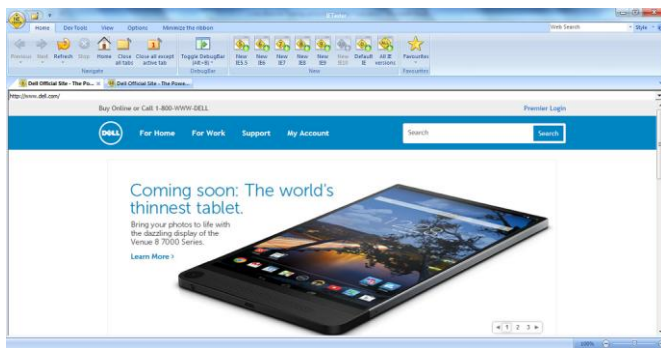 IETester
Home Dev Tools View Options Minimize the ribbon
Web Search
Style
Previous Next Refresh Stop Home Close all tabs Close all except active tab Toggle DebugBar (Alt+B) New IE5.5 New IE6 New IE7 New IE8 New IE9 New IE10 Default IE All IE versions Favourites
Navigate DebugBar New Favourites
Dell Official Site - The Po... Dell Official Site - The Powe...
http://www.dell.com/
Buy Online or Call 1-800-WWW-DELL
Premier Login
DELL
For Home For Work Support My Account
Search
Search
Coming soon: The world's
thinnest tablet.
Bring your photos to life with
the dazzling display of the
Venue 8 7000 Series.
Learn More >
1 2 3
100%